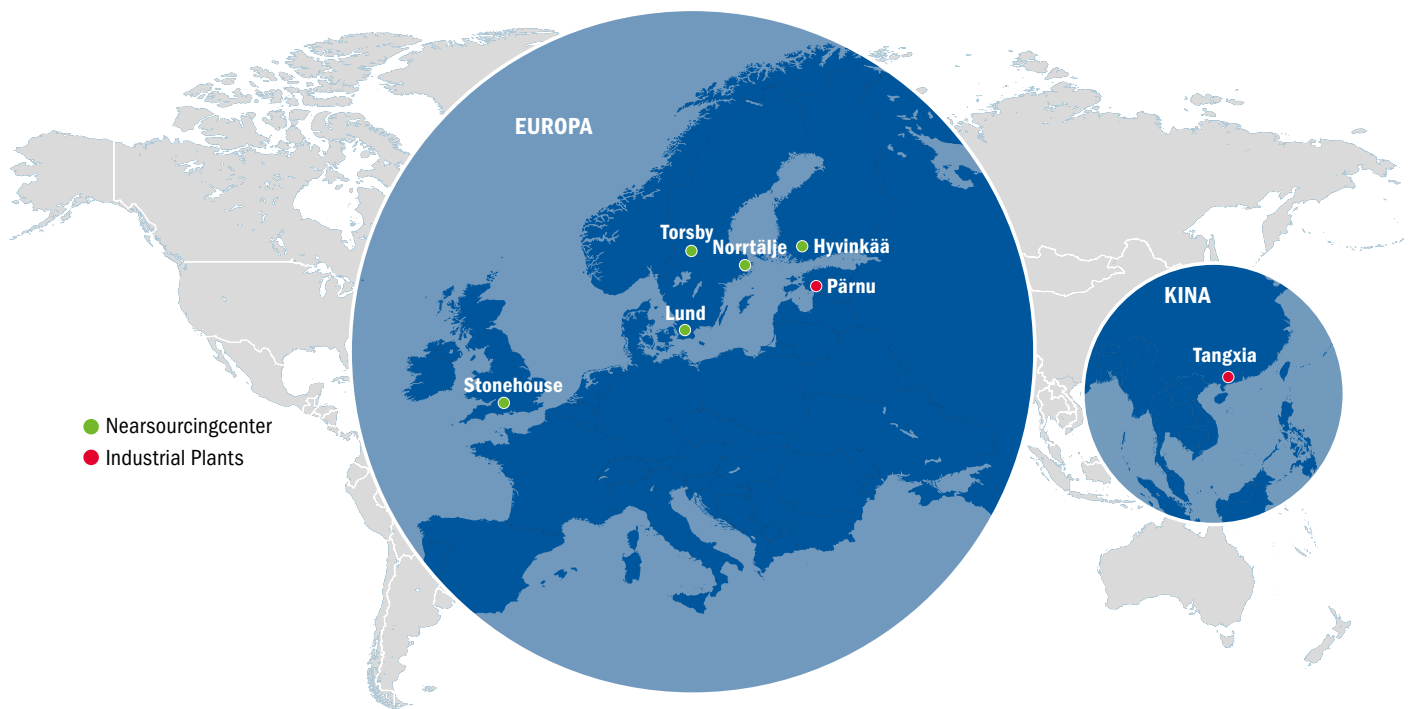 EUROPA
Torsby
Norrtälje
Hyvinkää
Pärnu
Lund
Stonehouse
KINA
Tangxia
Nearsourcingcenter
Industrial Plants